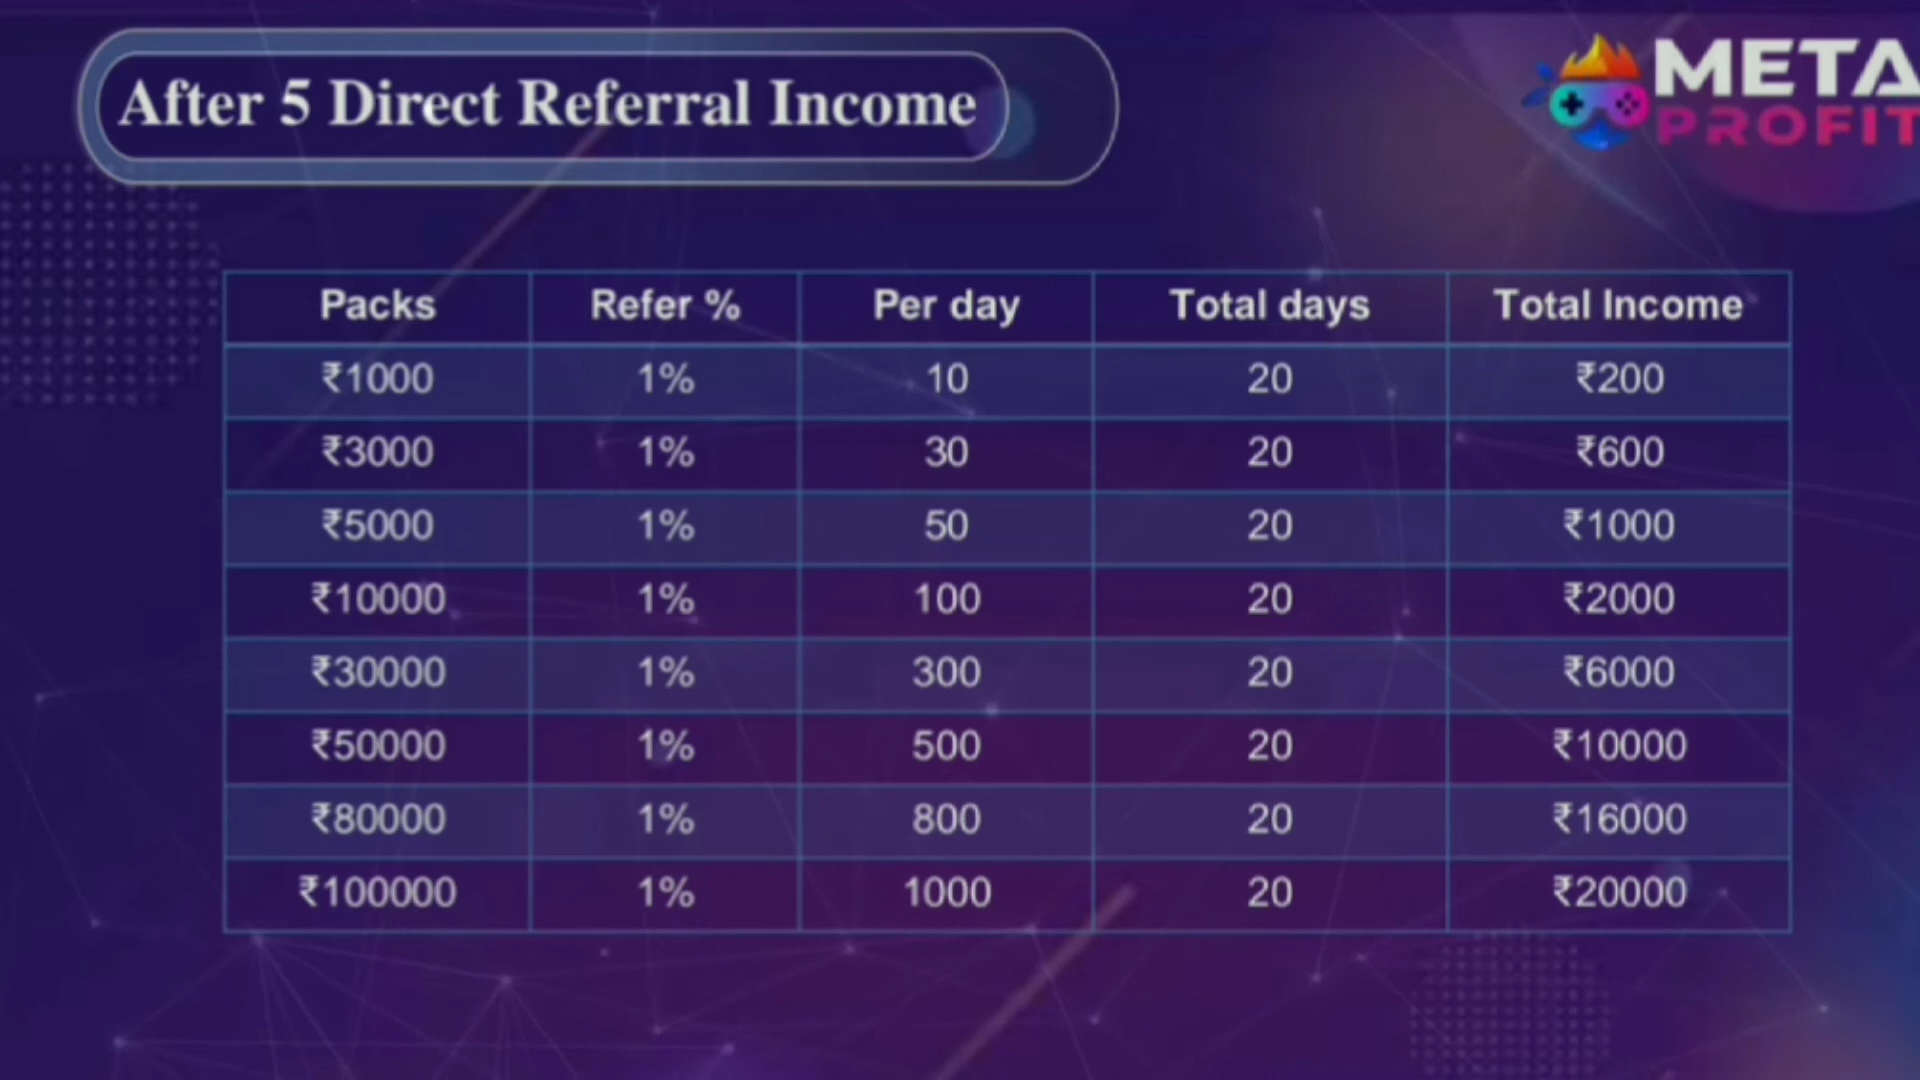 After 5 Direct Referral Income
META
PROFIT
Packs Refer % Per day Total days Total Income
₹1000 1% 10 20 ₹200
₹3000 1% 30 20 ₹600
₹5000 1% 50 20 ₹1000
₹10000 1% 100 20 ₹2000
₹30000 1% 300 20 ₹6000
₹50000 1% 500 20 ₹10000
₹80000 1% 800 20 ₹16000
₹100000 1% 1000 20 ₹20000